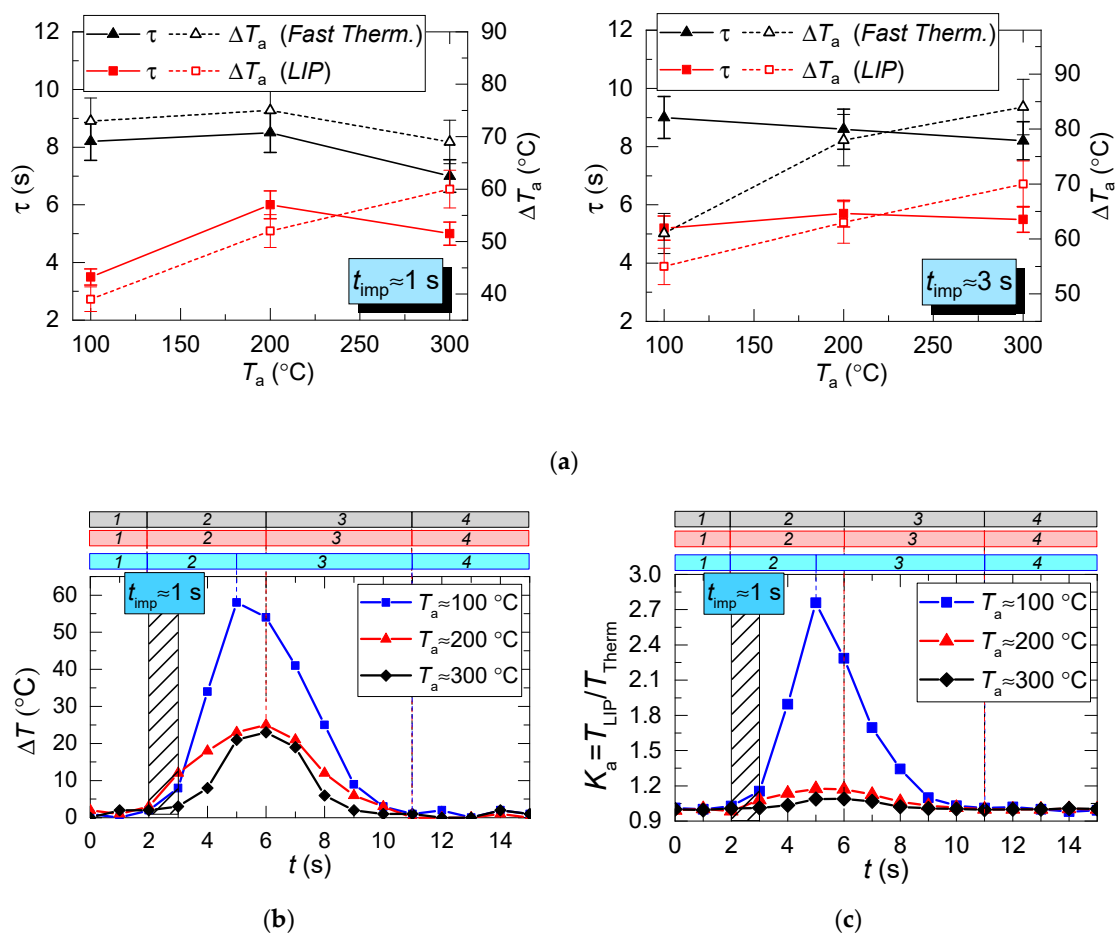 12
10
8
6
4
2
τ (s)
τ ΔTa (Fast Therm.)
τ ΔTa (LIP)
timp≈1 s
90
80
70
60
50
40
ΔTa (°C)
100 150 200 250 300
Ta (°C)
12
10
8
6
4
2
τ (s)
τ ΔTa (Fast Therm.)
τ ΔTa (LIP)
timp≈3 s
90
80
70
60
50
ΔTa (°C)
100 150 200 250 300
Ta (°C)
(a)
1 2 3 4
1 2 3 4
1 2 3 4
timp≈1 s
60
50
40
30
20
10
0
ΔT (°C)
Ta≈100 °C
Ta≈200 °C
Ta≈300 °C
0 2 4 6 8 10 12 14
t (s)
(b)
1 2 3 4
1 2 3 4
1 2 3 4
timp≈1 s
3.0
2.7
2.4
2.1
1.8
1.5
1.2
0.9
Ka=TLIP/TTherm
Ta≈100 °C
Ta≈200 °C
Ta≈300 °C
0 2 4 6 8 10 12 14
t (s)
(c)